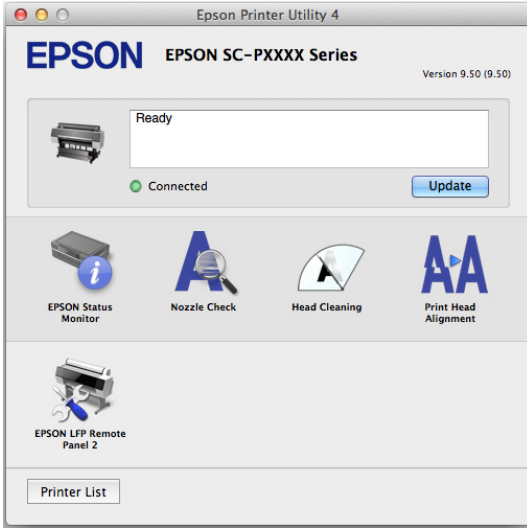 Epson Printer Utility 4
EPSON
EPSON SC-PXXXX Series
Version 9.50 (9.50)
Ready
Connected
Update
EPSON Status
Monitor
Nozzle Check
Head Cleaning
Print Head
Alignment
EPSON LFP Remote
Panel 2
Printer List